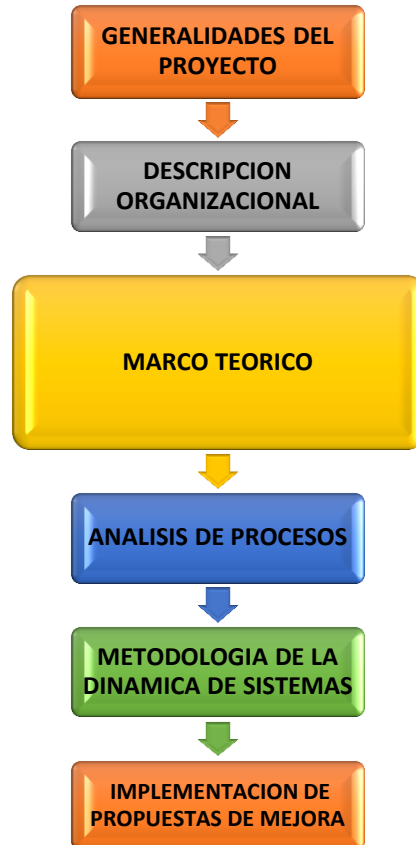 GENERALIDADES DEL
PROYECTO
DESCRIPCION
ORGANIZACIONAL
MARCO TEORICO
ANALISIS DE PROCESOS
METODOLOGIA DE LA
DINAMICA DE SISTEMAS
IMPLEMENTACION DE
PROPUESTAS DE MEJORA